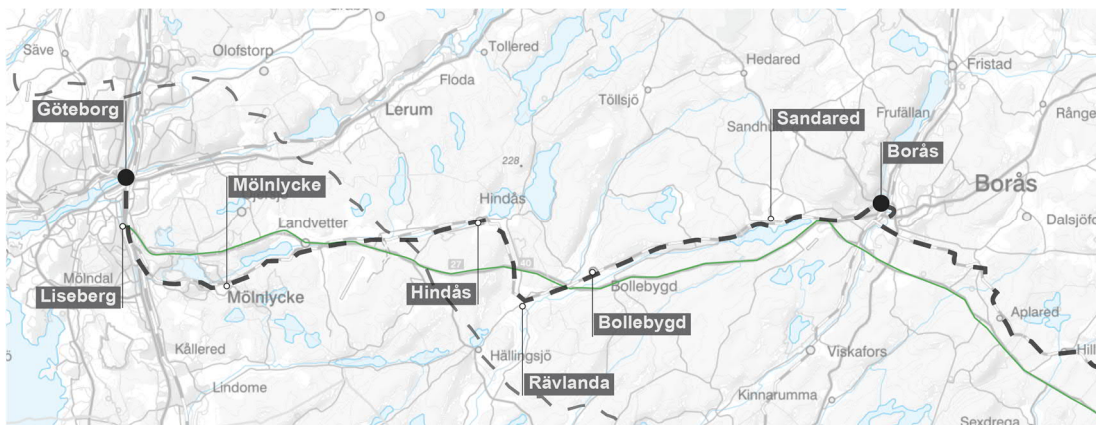 Säve
Olofstorp
Tollered
Floda
Hedared
Fristad
Töllsjö
Göteborg
Lerum
Frufällan
Sandared
Borås
228
Mölnlycke
Hindås
Landvetter
Borås
Dalsjöfo
Mölndal
Liseberg
Mölnlycke
27
40
Hindås
Bollebygd
Bollebygd
Aplared
Kållered
Hällingsjö
Viskafors
Hill
Lindome
Rävlanda
Kinnarumma
Sexdrega